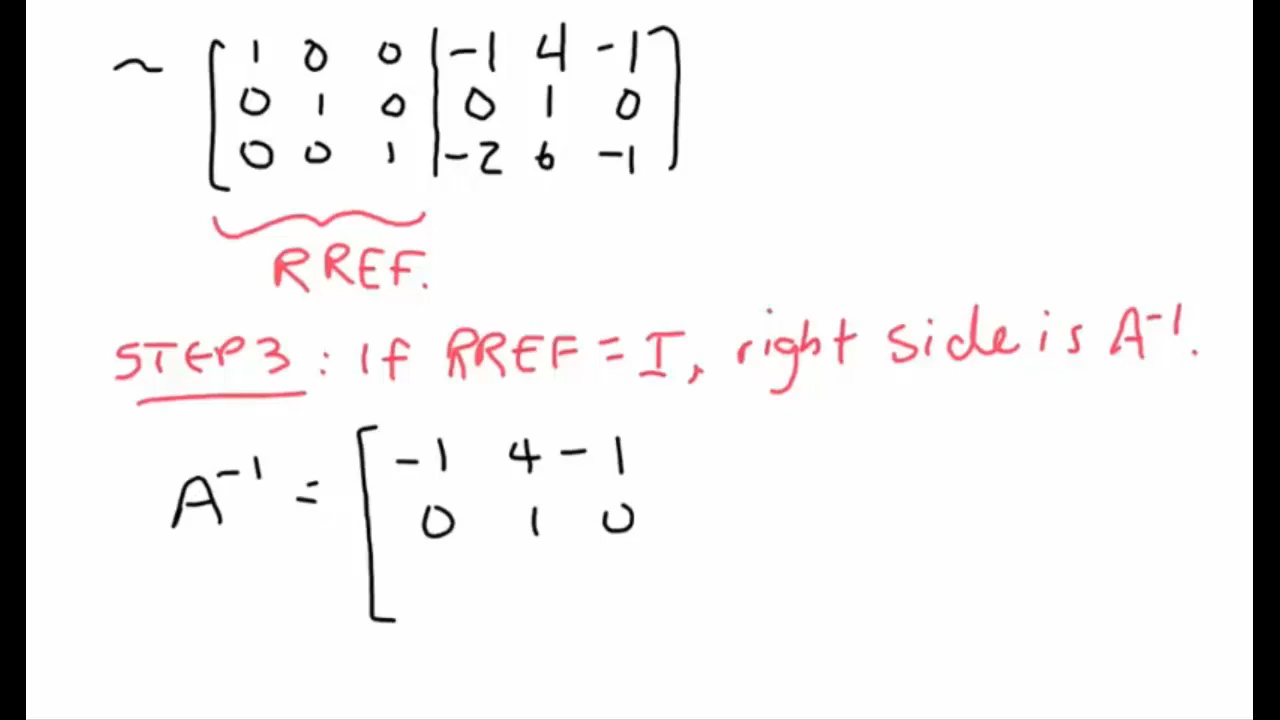 ~ [ 1 0 0 | -1 4 -1 ]
0 1 0 | 0 1 0
0 0 1 | -2 6 -1
RREF.
STEP 3 : If RREF = I, right side is A⁻¹.
A⁻¹ = [ -1 4 -1
0 1 0